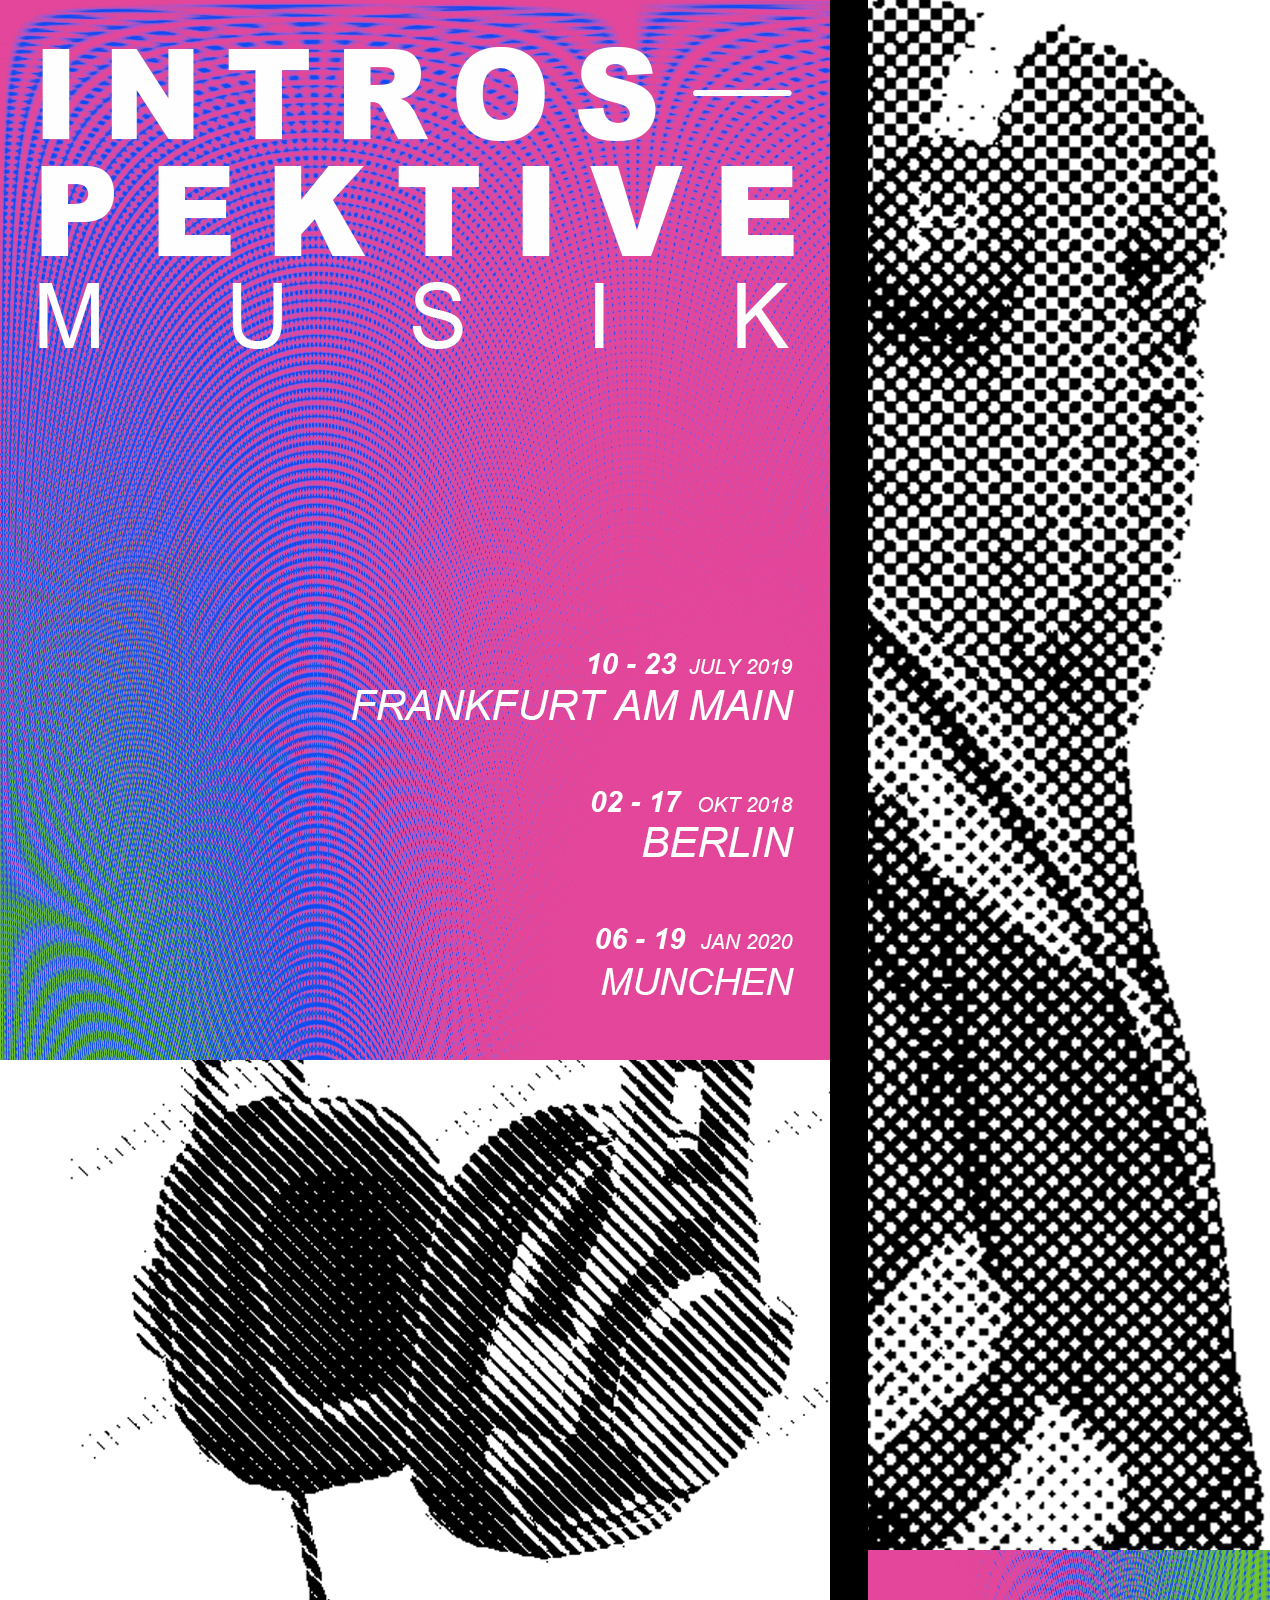 INTROS—
PEKTIVE
MUSIK
10 - 23 JULY 2019
FRANKFURT AM MAIN
02 - 17 OKT 2018
BERLIN
06 - 19 JAN 2020
MUNCHEN